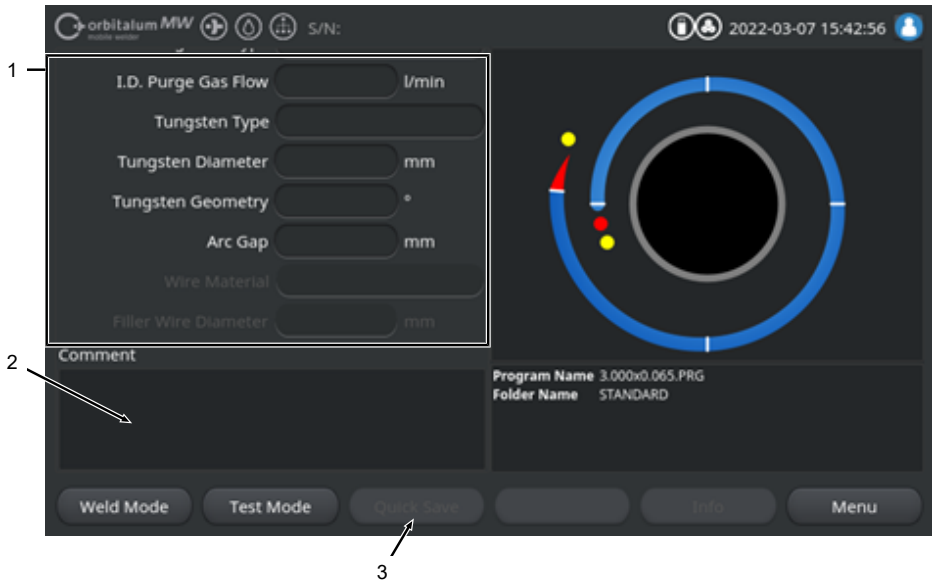 orbitalum MW
mobile welder
S/N:
2022-03-07 15:42:56
1
I.D. Purge Gas Flow l/min
Tungsten Type
Tungsten Diameter mm
Tungsten Geometry °
Arc Gap mm
Wire Material
Filler Wire Diameter mm
Comment
2
Program Name 3.000x0.065.PRG
Folder Name STANDARD
Weld Mode Test Mode Quick Save Info Menu
3